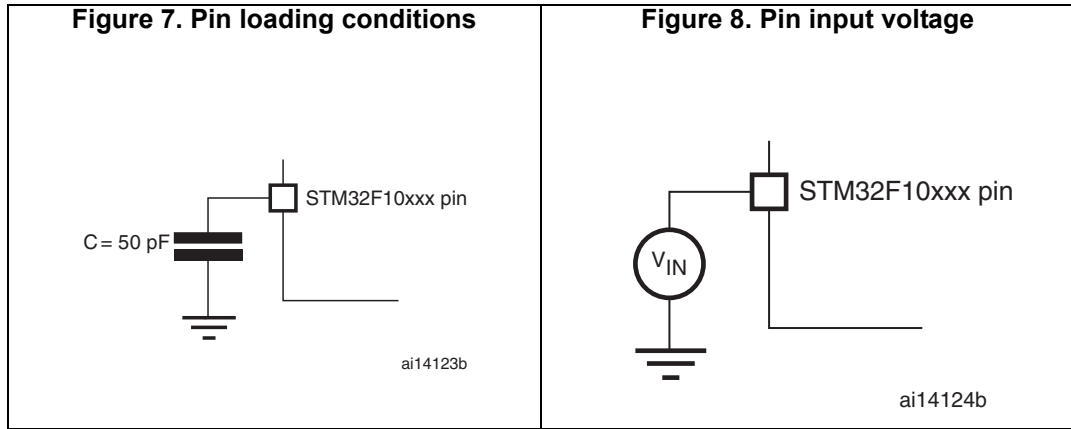 Figure 7. Pin loading conditions
STM32F10xxx pin
C = 50 pF
ai14123b
Figure 8. Pin input voltage
STM32F10xxx pin
VIN
ai14124b